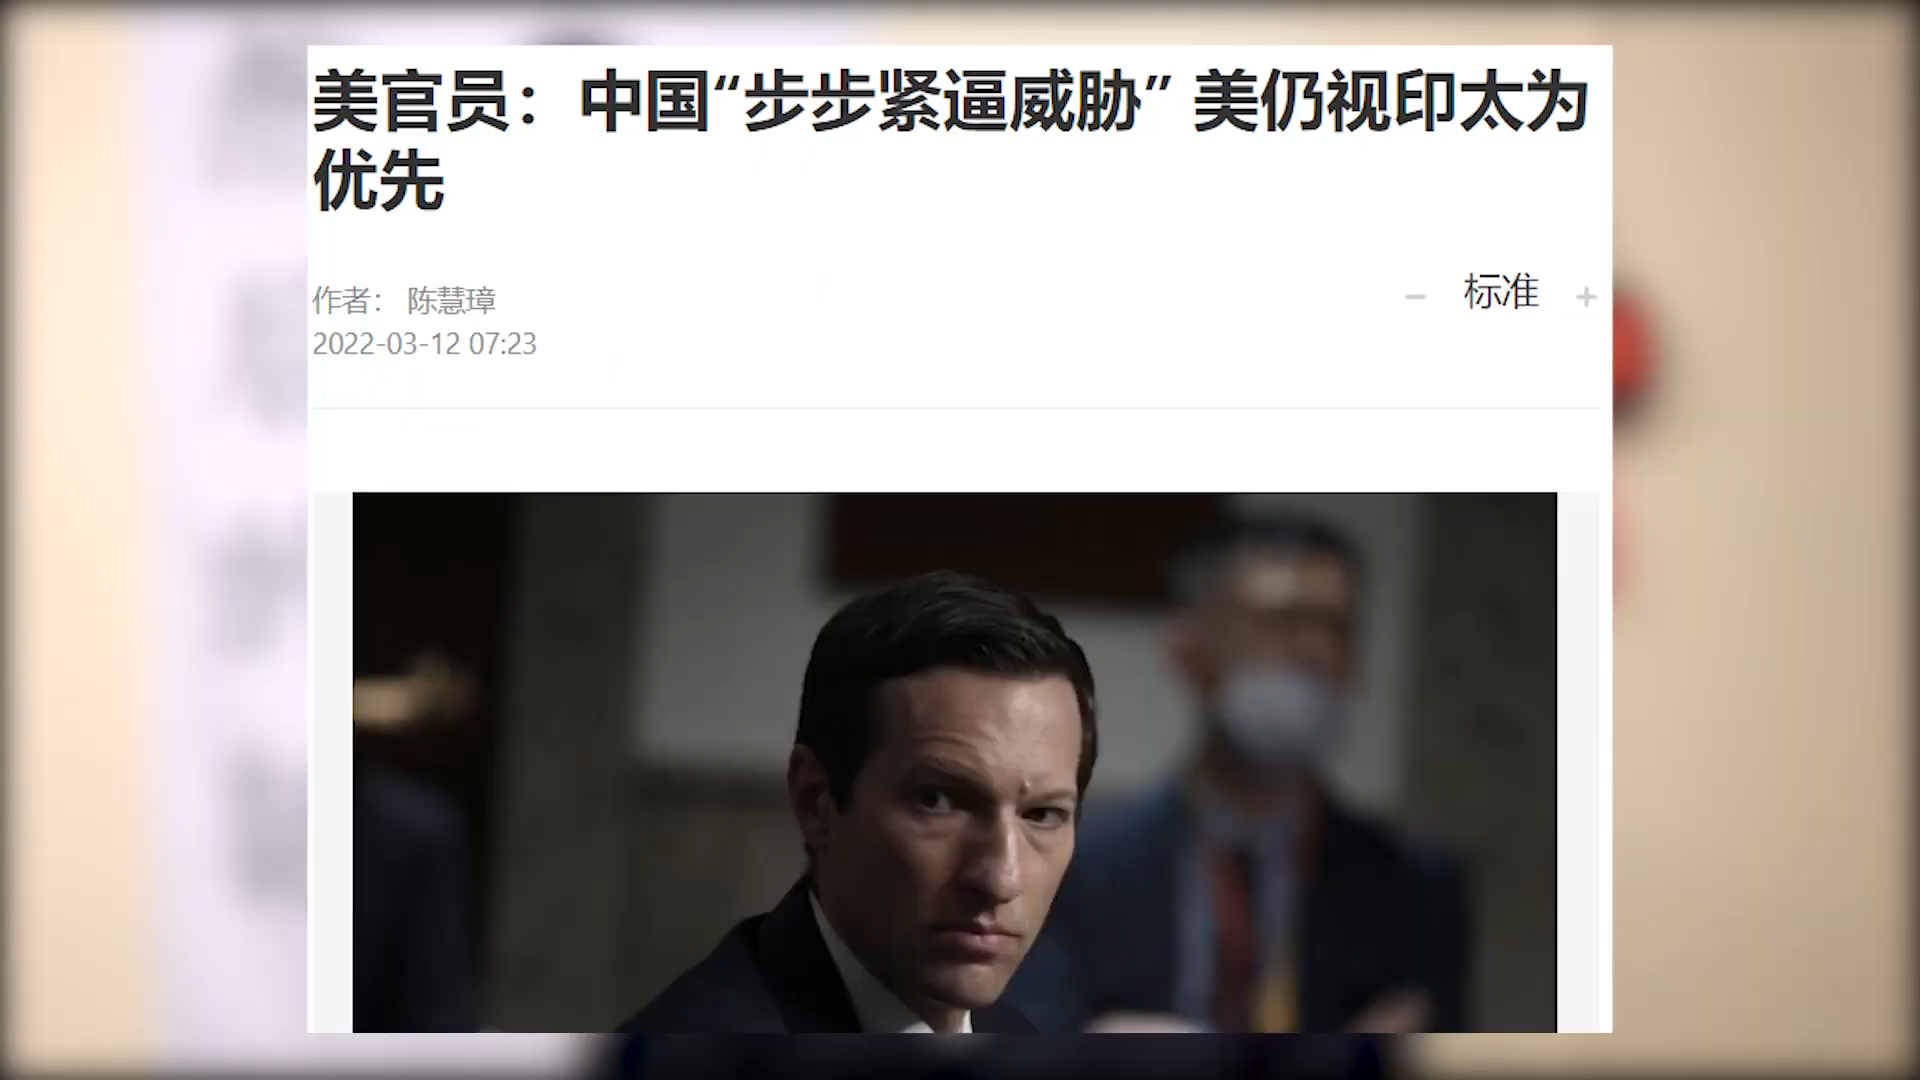 美官员：中国“步步紧逼威胁” 美仍视印太为
优先
作者： 陈慧璋
2022-03-12 07:23
− 标准 +